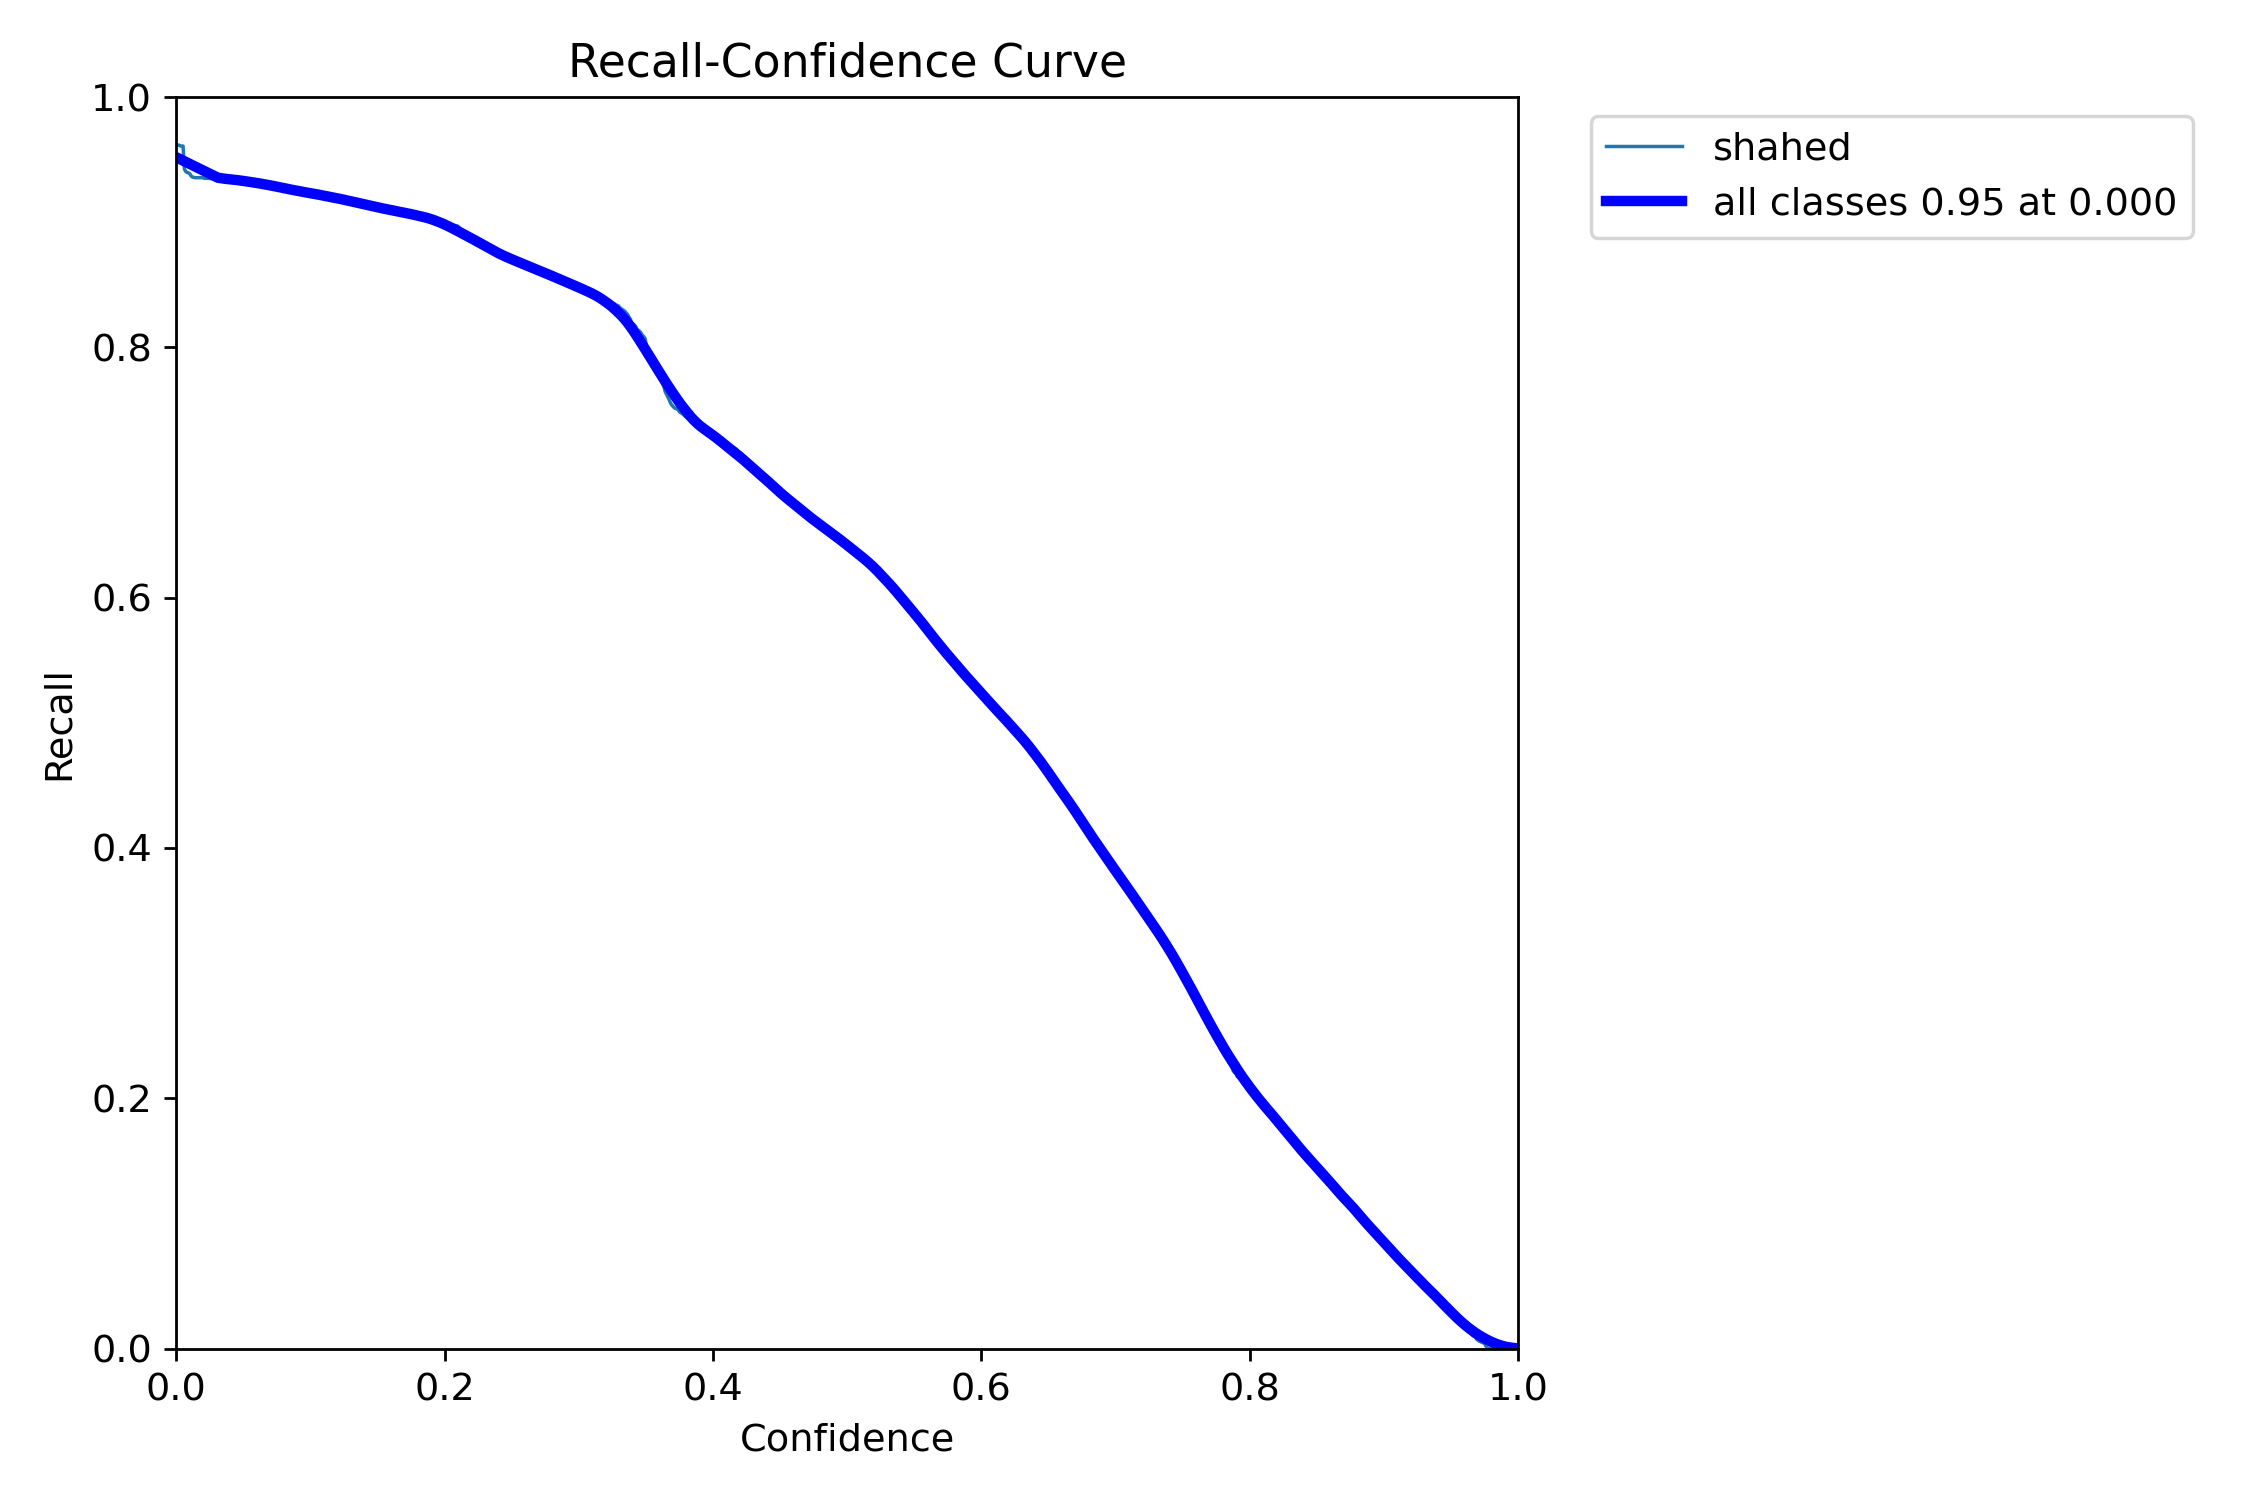 Recall-Confidence Curve
shahed
all classes 0.95 at 0.000
Recall
1.0
0.8
0.6
0.4
0.2
0.0
0.0 0.2 0.4 0.6 0.8 1.0
Confidence